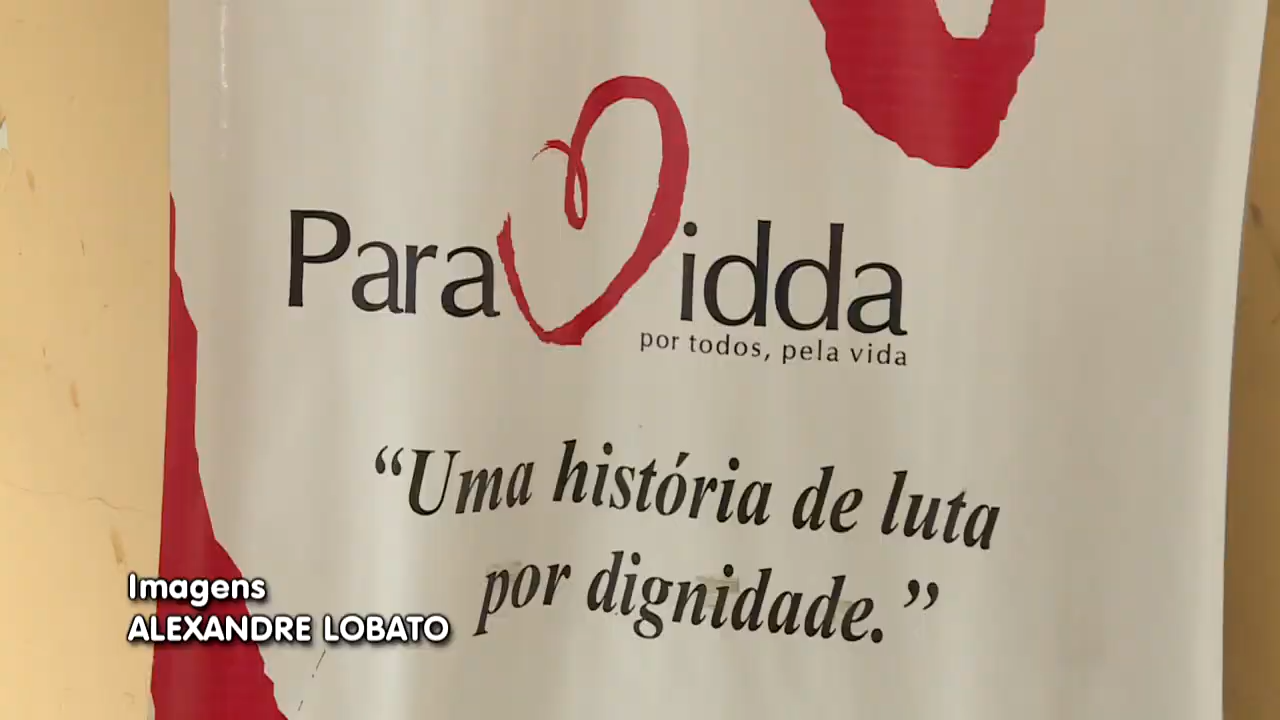 Para Vidda
por todos, pela vida
“Uma história de luta
por dignidade.”
Imagens
ALEXANDRE LOBATO